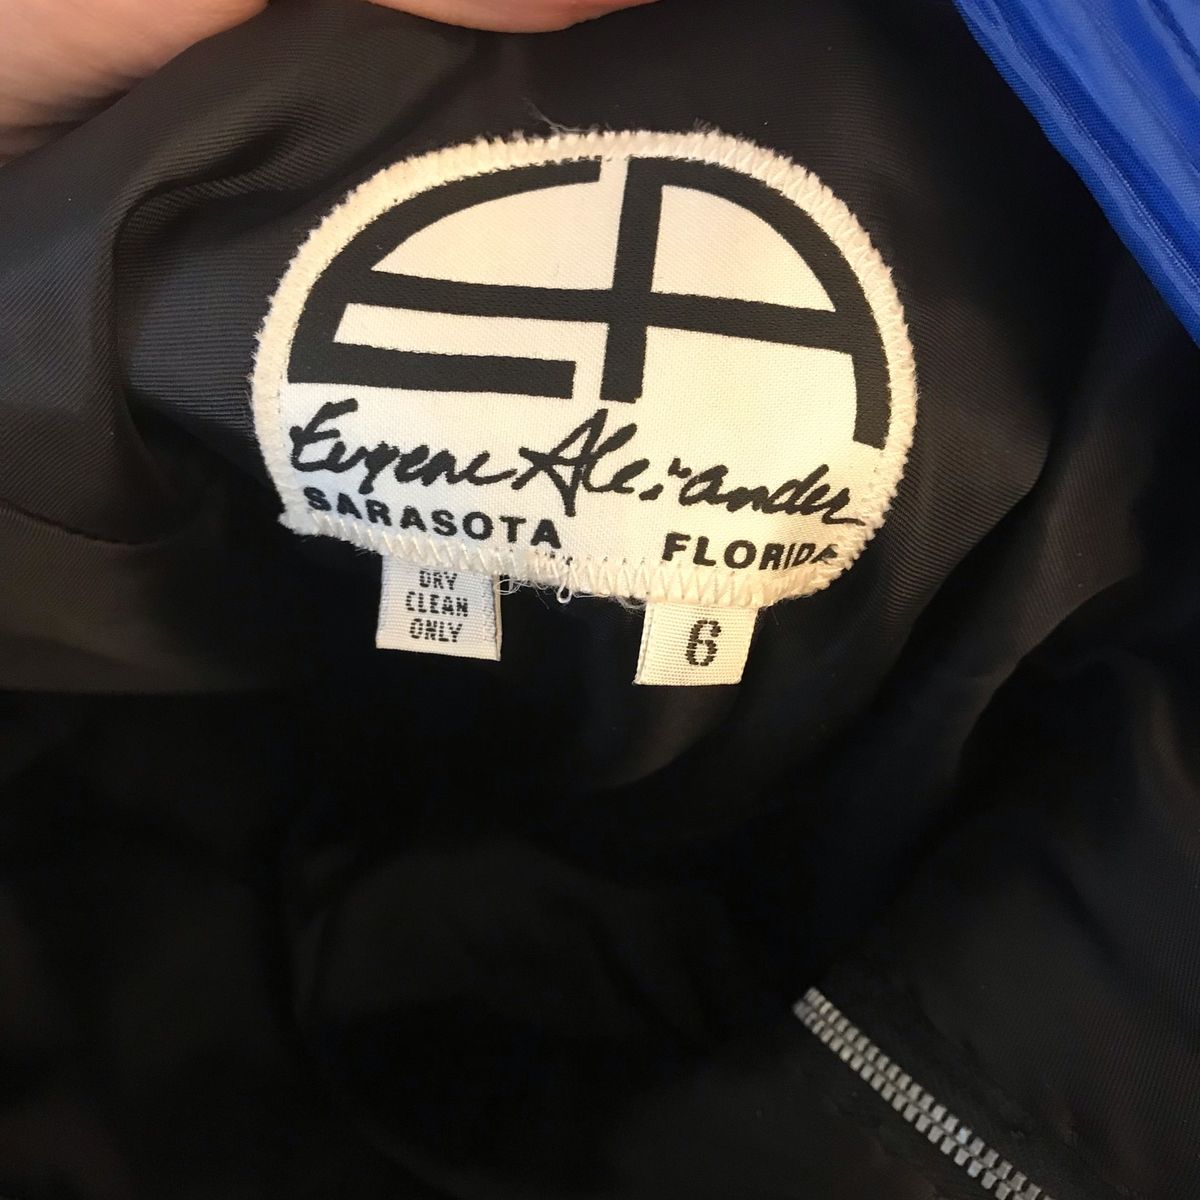 EA
Eugene Alexander
SARASOTA FLORIDA
DRY
CLEAN
ONLY
6